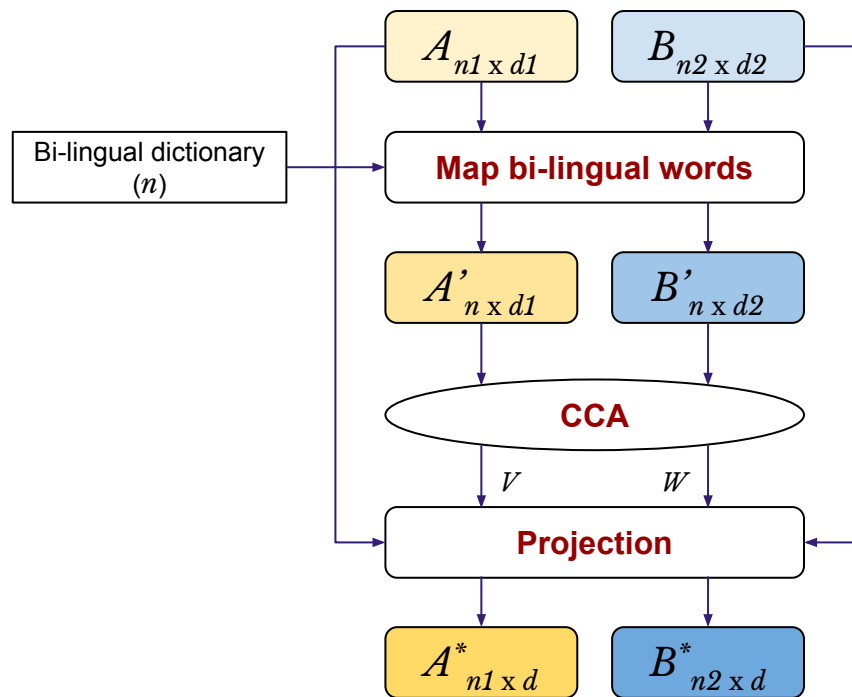 A n1 x d1
B n2 x d2
Bi-lingual dictionary
(n)
Map bi-lingual words
A’ n x d1
B’ n x d2
CCA
V
W
Projection
A* n1 x d
B* n2 x d